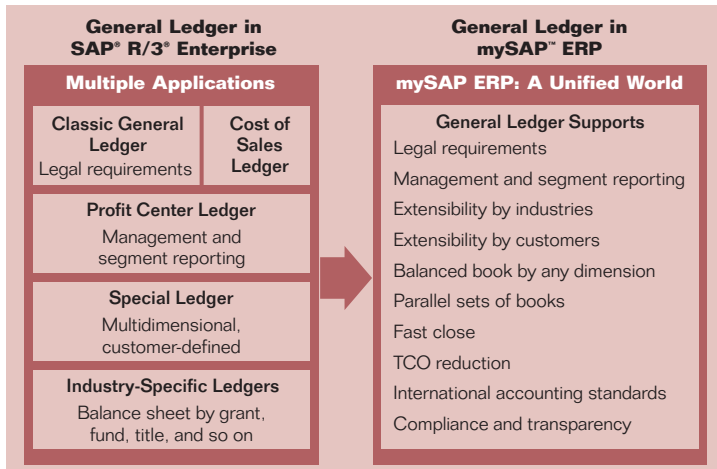 General Ledger in
SAP® R/3® Enterprise
Multiple Applications
Classic General
Ledger
Legal requirements
Cost of
Sales
Ledger
Profit Center Ledger
Management and
segment reporting
Special Ledger
Multidimensional,
customer-defined
Industry-Specific Ledgers
Balance sheet by grant,
fund, title, and so on
General Ledger in
mySAP™ ERP
mySAP ERP: A Unified World
General Ledger Supports
Legal requirements
Management and segment reporting
Extensibility by industries
Extensibility by customers
Balanced book by any dimension
Parallel sets of books
Fast close
TCO reduction
International accounting standards
Compliance and transparency